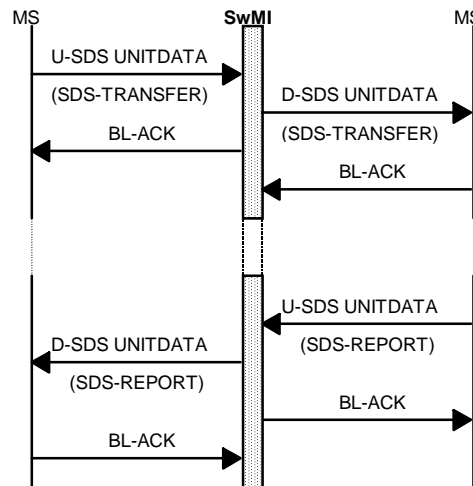 MS SwMI MS
U-SDS UNITDATA
(SDS-TRANSFER)
D-SDS UNITDATA
(SDS-TRANSFER)
BL-ACK
BL-ACK
U-SDS UNITDATA
(SDS-REPORT)
D-SDS UNITDATA
(SDS-REPORT)
BL-ACK
BL-ACK